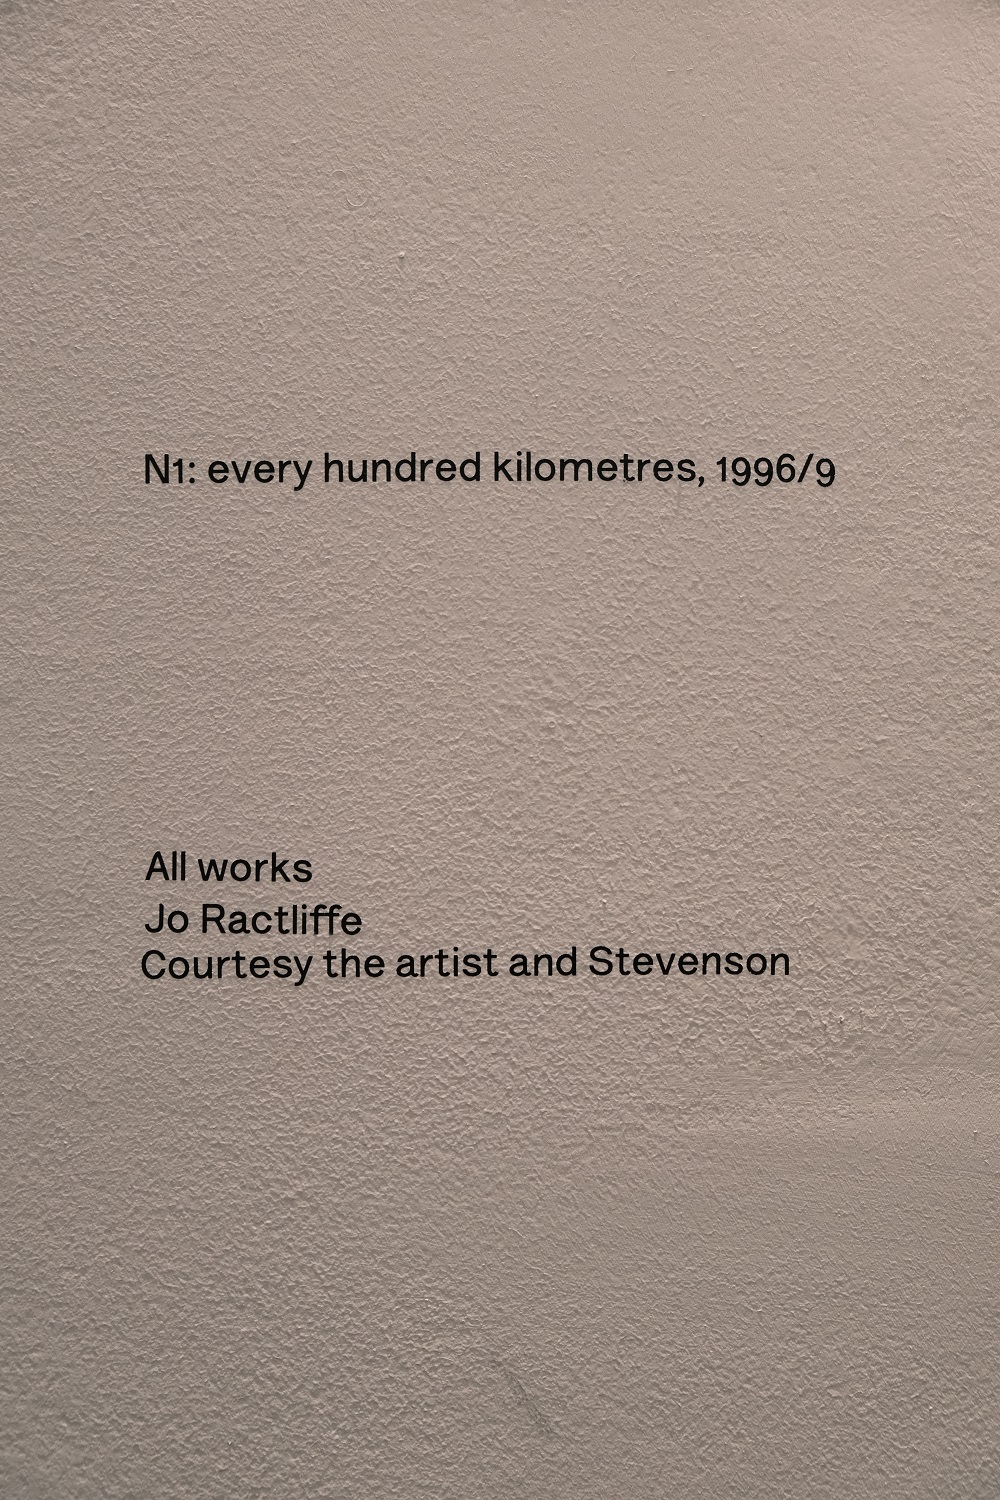 N1: every hundred kilometres, 1996/9
All works
Jo Ractliffe
Courtesy the artist and Stevenson